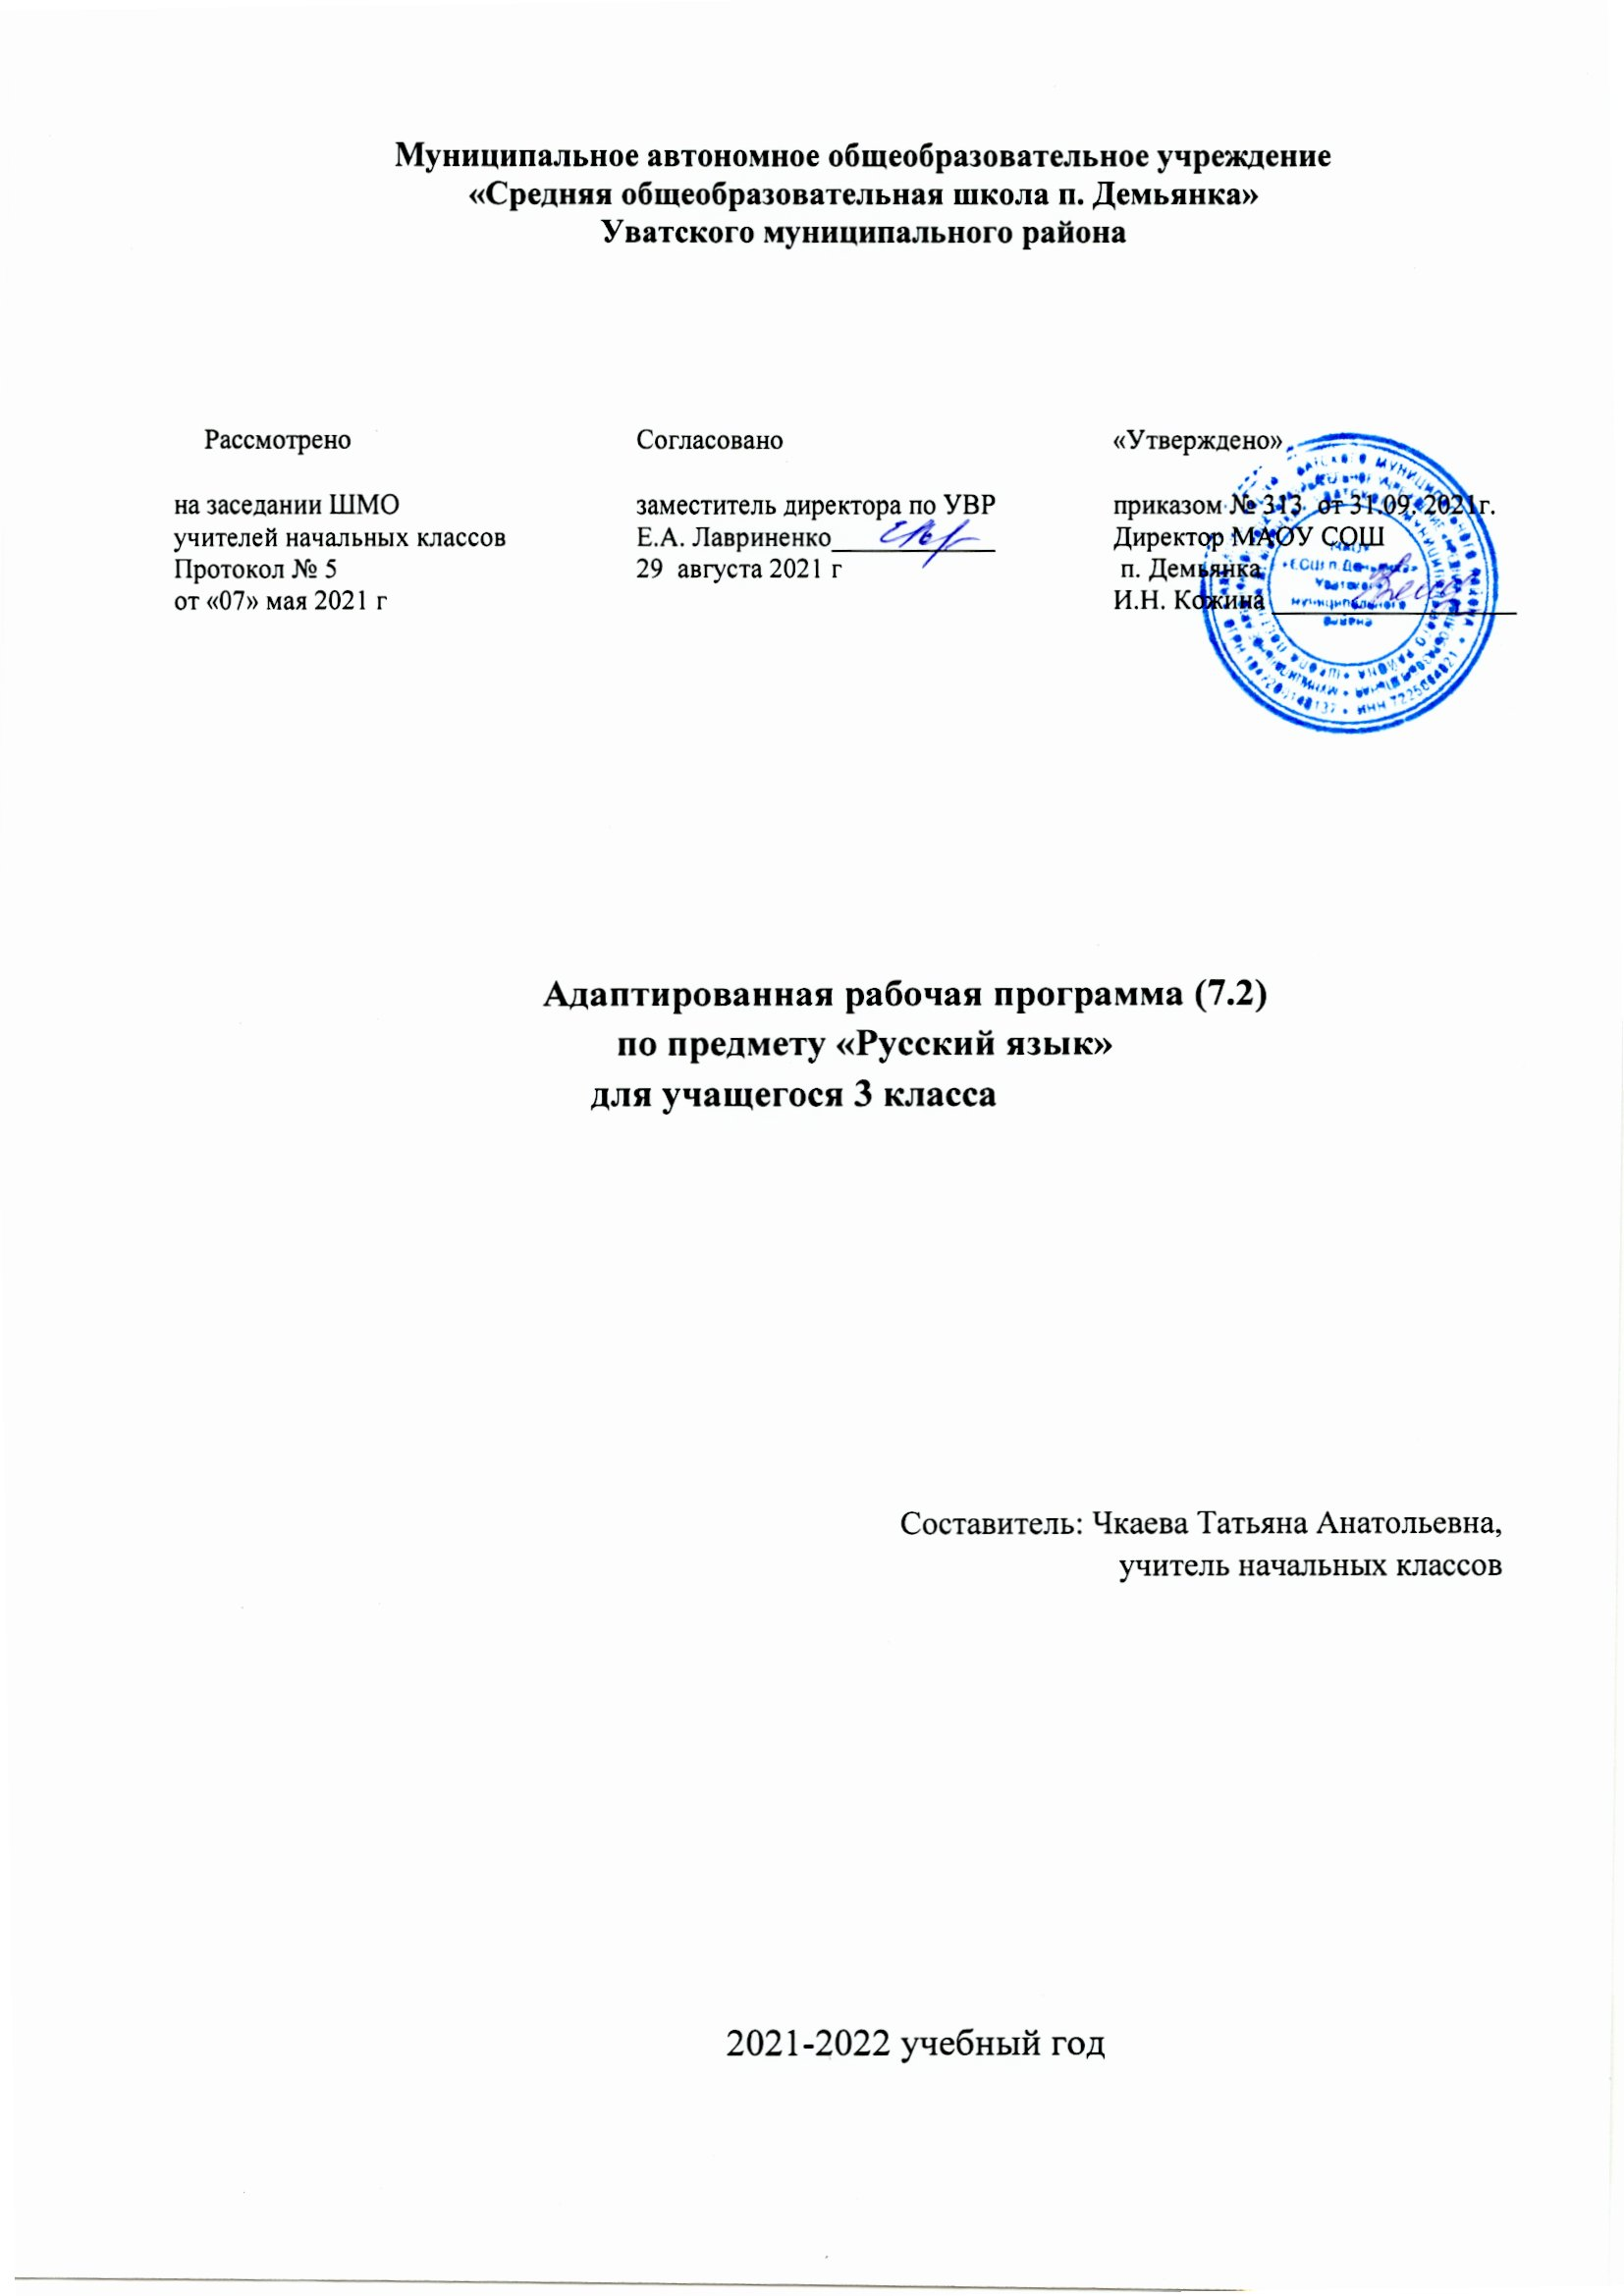 Муниципальное автономное общеобразовательное учреждение
«Средняя общеобразовательная школа п. Демьянка»
Уватского муниципального района
Рассмотрено
на заседании ШМО
учителей начальных классов
Протокол № 5
от «07» мая 2021 г
Согласовано
заместитель директора по УВР
Е.А. Лавриненко____________
29 августа 2021 г
«Утверждено»
приказом № 313 от 31.09. 2021г.
Директор МАОУ СОШ
п. Демьянка
И.Н. Кожина__________________
Адаптированная рабочая программа (7.2)
по предмету «Русский язык»
для учащегося 3 класса
Составитель: Чкаева Татьяна Анатольевна,
учитель начальных классов
2021-2022 учебный год